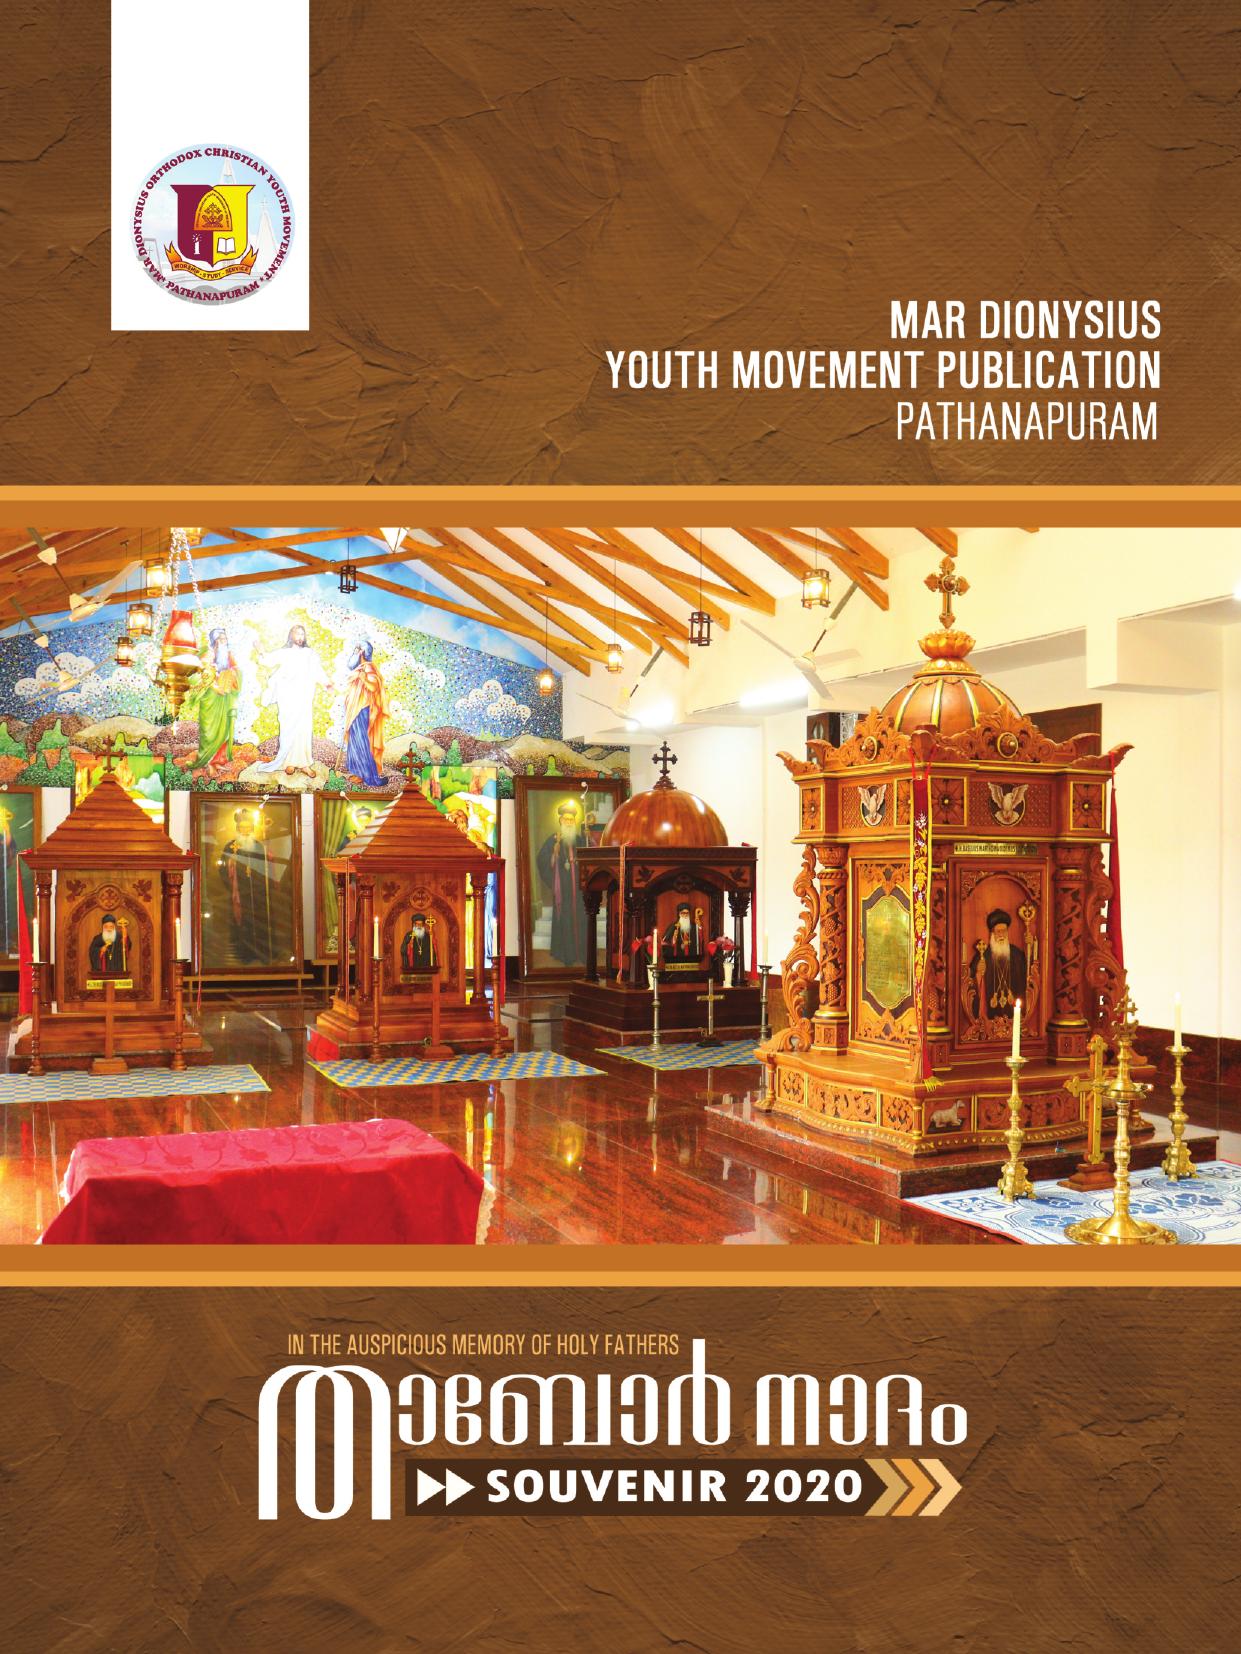 MAR DIONYSIUS ORTHODOX CHRISTIAN YOUTH MOVEMENT
WORSHIP - STUDY - SERVICE
PATHANAPURAM
MAR DIONYSIUS
YOUTH MOVEMENT PUBLICATION
PATHANAPURAM
IN THE AUSPICIOUS MEMORY OF HOLY FATHERS
താബോർ നാദം
SOUVENIR 2020